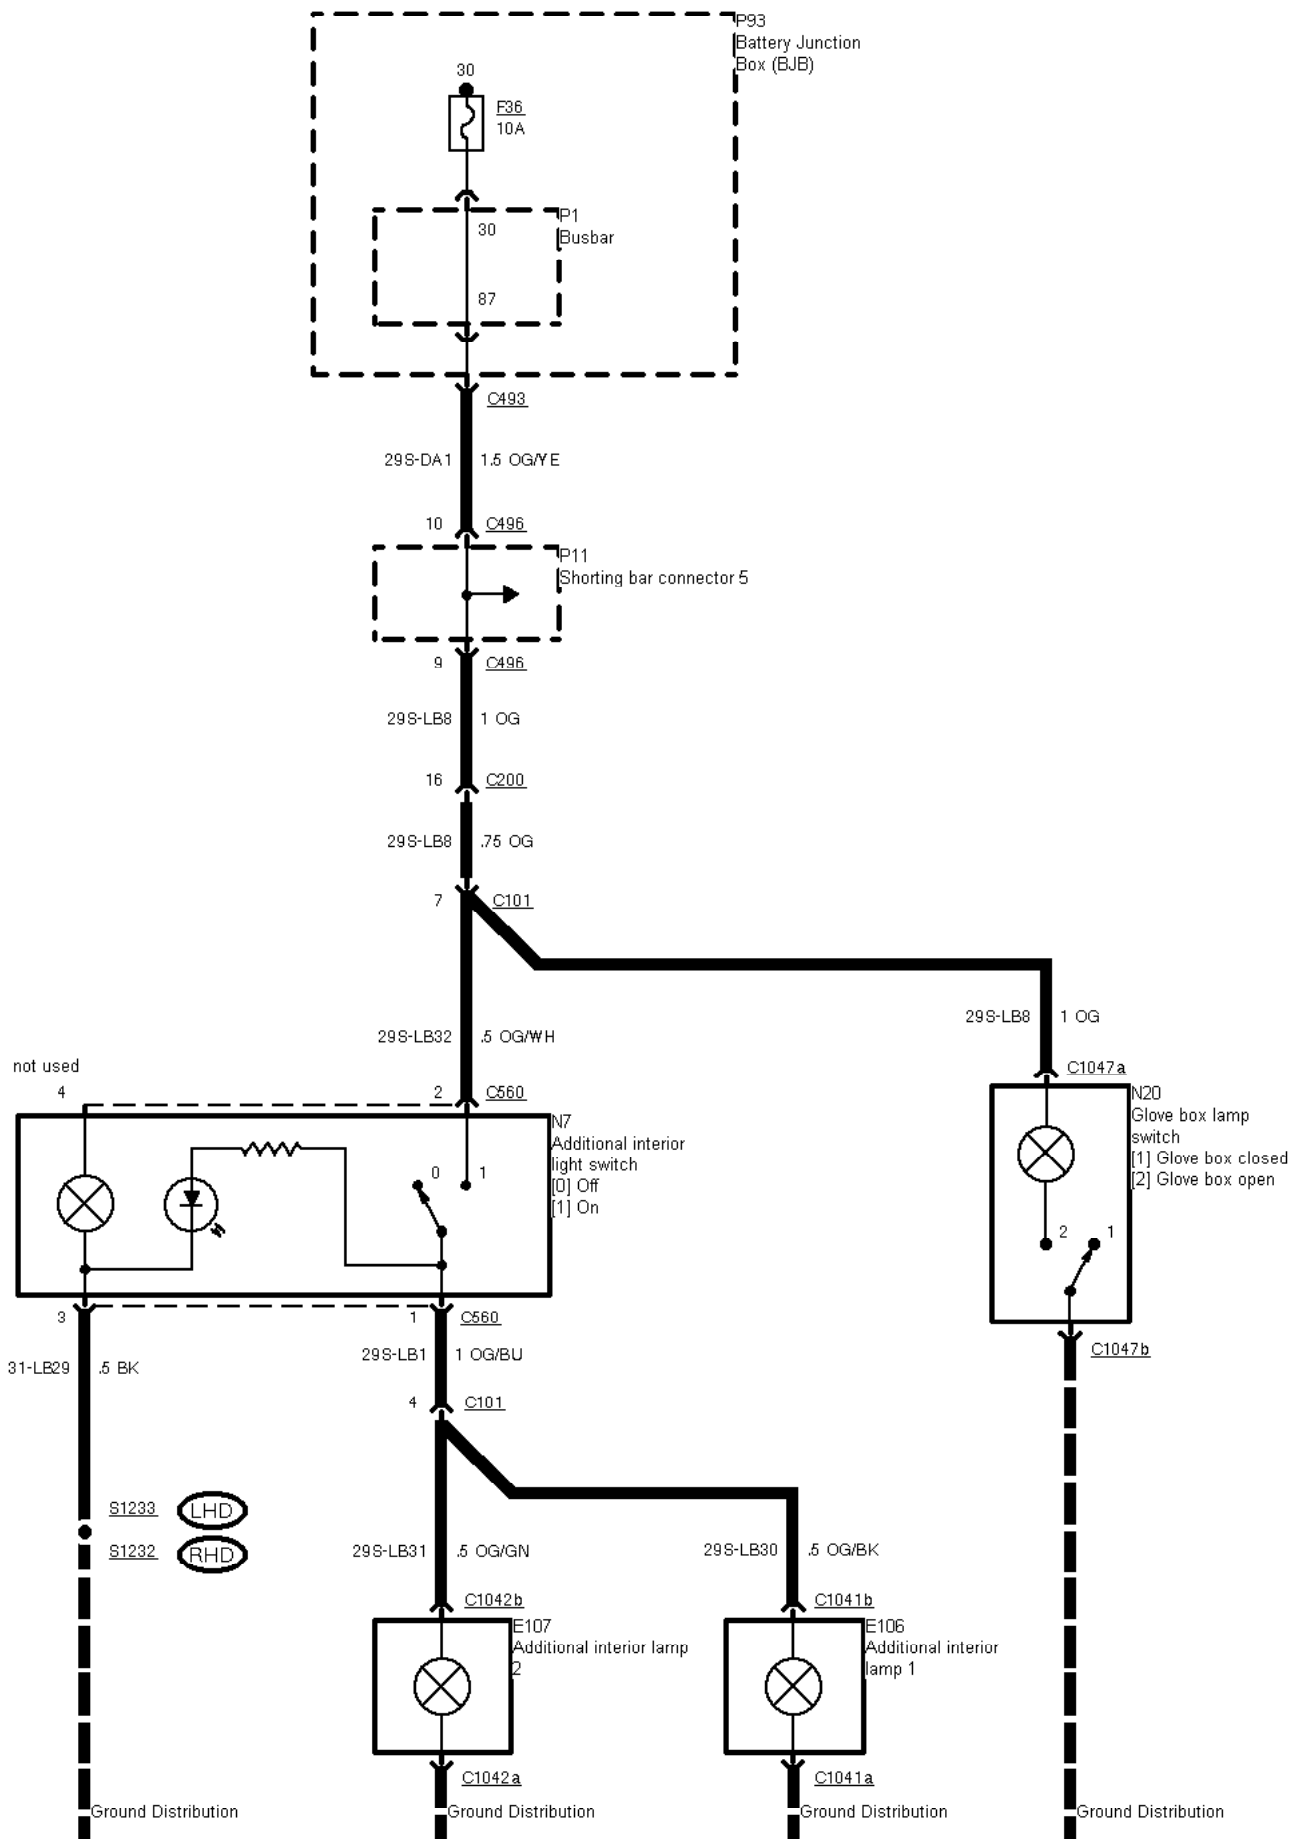 P93
Battery Junction
Box (BJB)
30
F36
10A
P1
30
Busbar
87
C493
29S-DA1 1.5 OG/YE
10 C496
P11
Shorting bar connector 5
9 C496
29S-LB8 1 OG
16 C200
29S-LB8 .75 OG
7 C101
29S-LB8 1 OG
29S-LB32 .5 OG/WH
not used
C1047a
4 2 C560
N20
Glove box lamp
switch
[1] Glove box closed
[2] Glove box open
N7
Additional interior
light switch
[0] Off
[1] On
0 1
2 1
3 1 C560
C1047b
29S-LB1 1 OG/BU
31-LB29 .5 BK
4 C101
S1233 LHD
S1232 RHD
29S-LB31 .5 OG/GN
29S-LB30 .5 OG/BK
C1042b
C1041b
E107
Additional interior lamp
2
E106
Additional interior
lamp 1
C1042a
C1041a
Ground Distribution
Ground Distribution
Ground Distribution
Ground Distribution